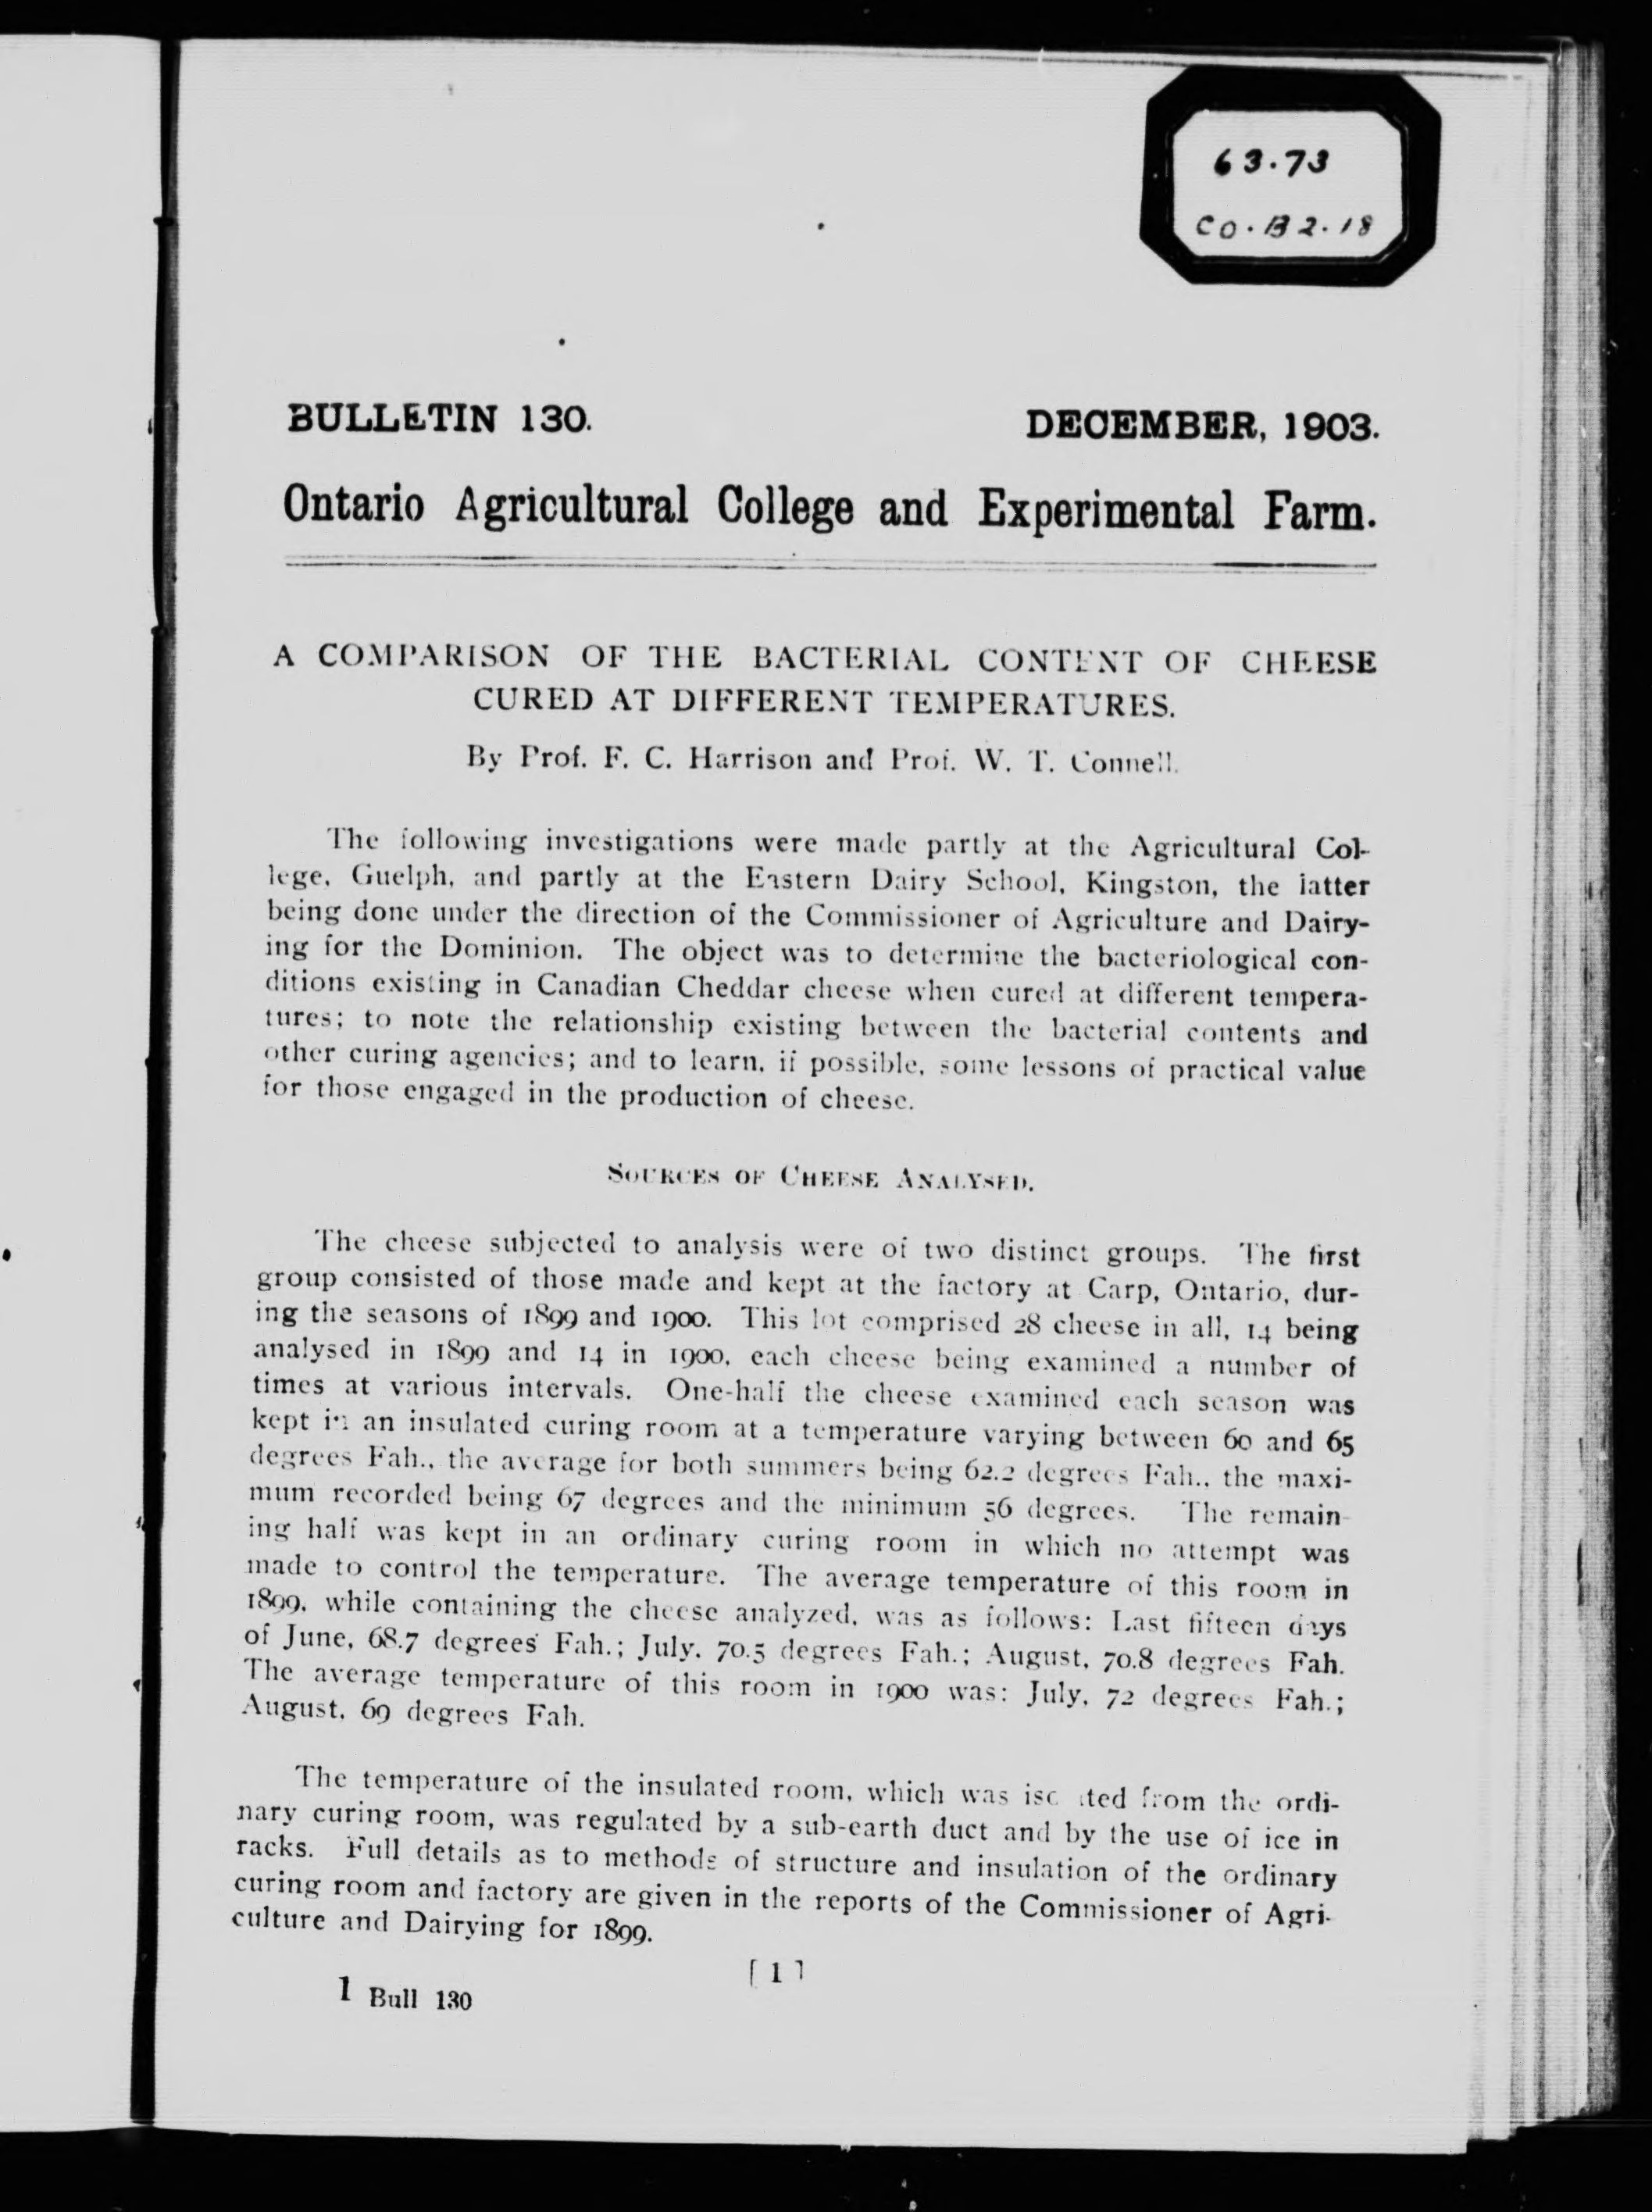 63.73
CO.B2.18
BULLETIN 130.
DECEMBER, 1903.
Ontario Agricultural College and Experimental Farm.
A COMPARISON OF THE BACTERIAL CONTENT OF CHEESE
CURED AT DIFFERENT TEMPERATURES.
By Prof. F. C. Harrison and Prof. W. T. Connell.
The following investigations were made partly at the Agricultural Col-
lege, Guelph, and partly at the Eastern Dairy School, Kingston, the latter
being done under the direction of the Commissioner of Agriculture and Dairy-
ing for the Dominion. The object was to determine the bacteriological con-
ditions existing in Canadian Cheddar cheese when cured at different tempera-
tures; to note the relationship existing between the bacterial contents and
other curing agencies; and to learn, if possible, some lessons of practical value
for those engaged in the production of cheese.
SOURCES OF CHEESE ANALYSED.
The cheese subjected to analysis were of two distinct groups. The first
group consisted of those made and kept at the factory at Carp, Ontario, dur-
ing the seasons of 1899 and 1900. This lot comprised 28 cheese in all, 14 being
analysed in 1899 and 14 in 1900, each cheese being examined a number of
times at various intervals. One-half the cheese examined each season was
kept in an insulated curing room at a temperature varying between 60 and 65
degrees Fah., the average for both summers being 62.2 degrees Fah., the maxi-
mum recorded being 67 degrees and the minimum 56 degrees. The remain-
ing half was kept in an ordinary curing room in which no attempt was
made to control the temperature. The average temperature of this room in
1899, while containing the cheese analyzed, was as follows: Last fifteen days
of June, 68.7 degrees Fah.; July, 70.5 degrees Fah.; August, 70.8 degrees Fah.
The average temperature of this room in 1900 was: July, 72 degrees Fah.;
August, 69 degrees Fah.
The temperature of the insulated room, which was from the ordi-
nary curing room, was regulated by a sub-earth duct and by the use of ice in
racks. Full details as to methods of structure and insulation of the ordinary
curing room and factory are given in the reports of the Commissioner of Agri-
culture and Dairying for 1899.
[1]
1 Bull 130